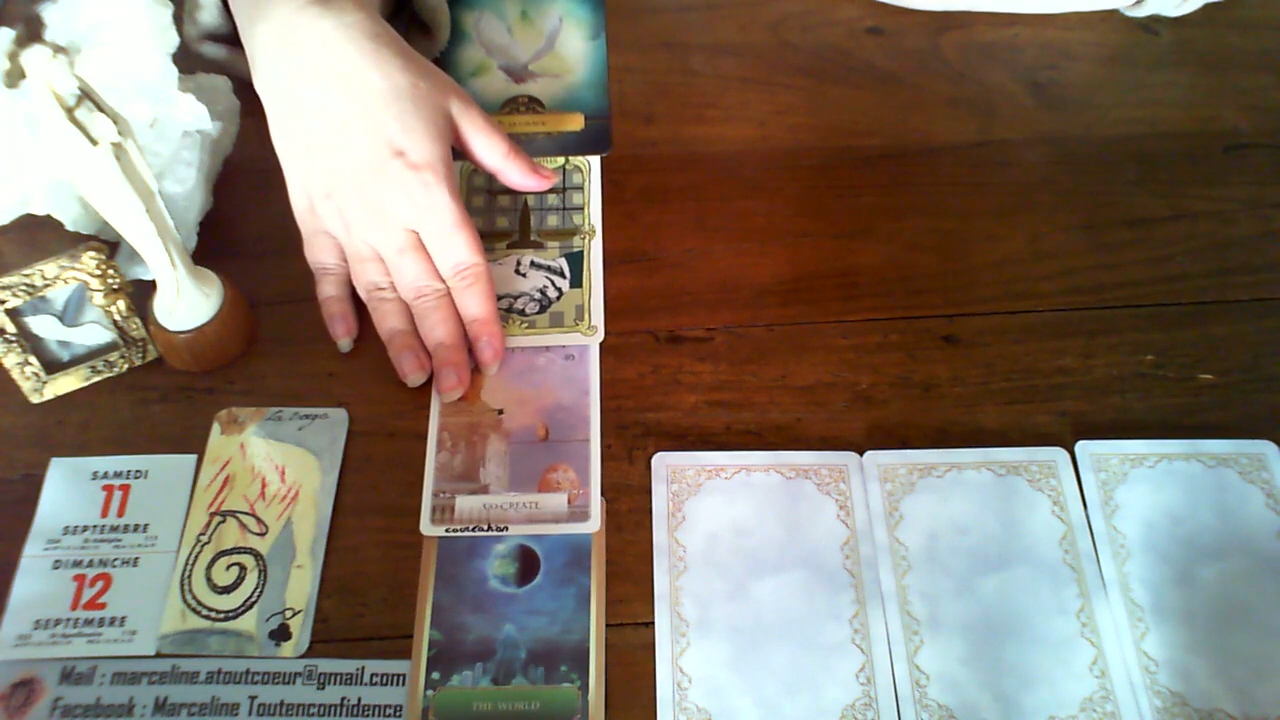 La verge
SAMEDI
11
SEPTEMBRE
DIMANCHE
12
SEPTEMBRE
CO-CREATE
cocreation
THE WORLD
Mail : marceline.atoutcoeur@gmail.com
Facebook : Marceline Toutenconfidence